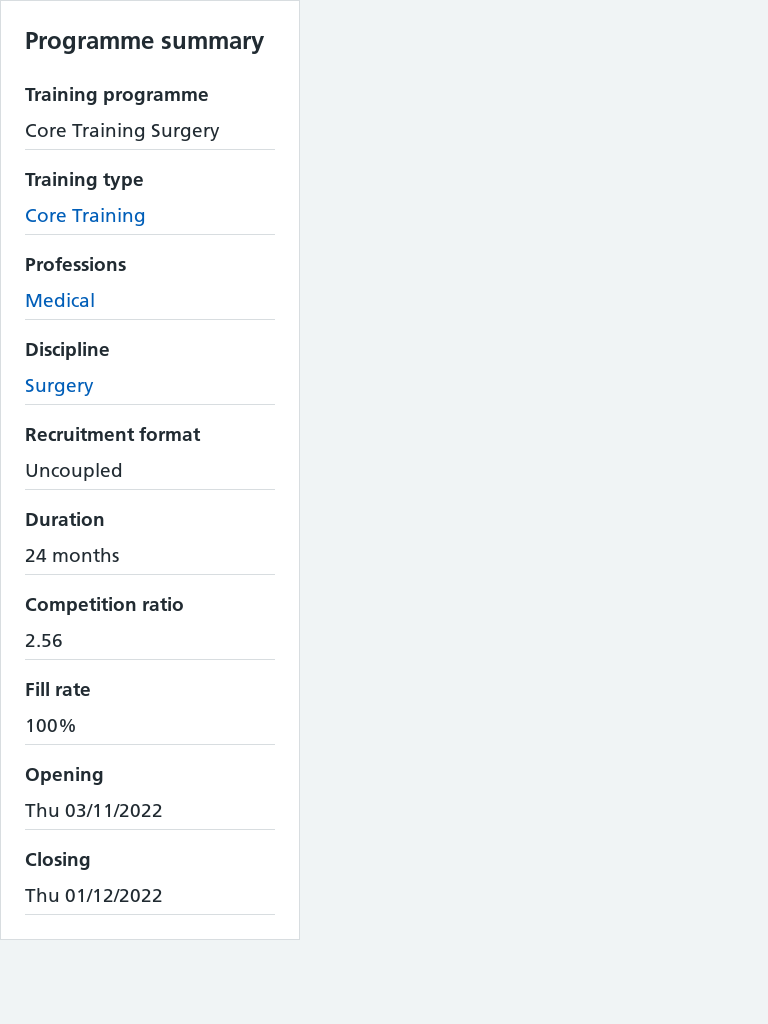 Programme summary
Training programme
Core Training Surgery
Training type
Core Training
Professions
Medical
Discipline
Surgery
Recruitment format
Uncoupled
Duration
24 months
Competition ratio
2.56
Fill rate
100%
Opening
Thu 03/11/2022
Closing
Thu 01/12/2022